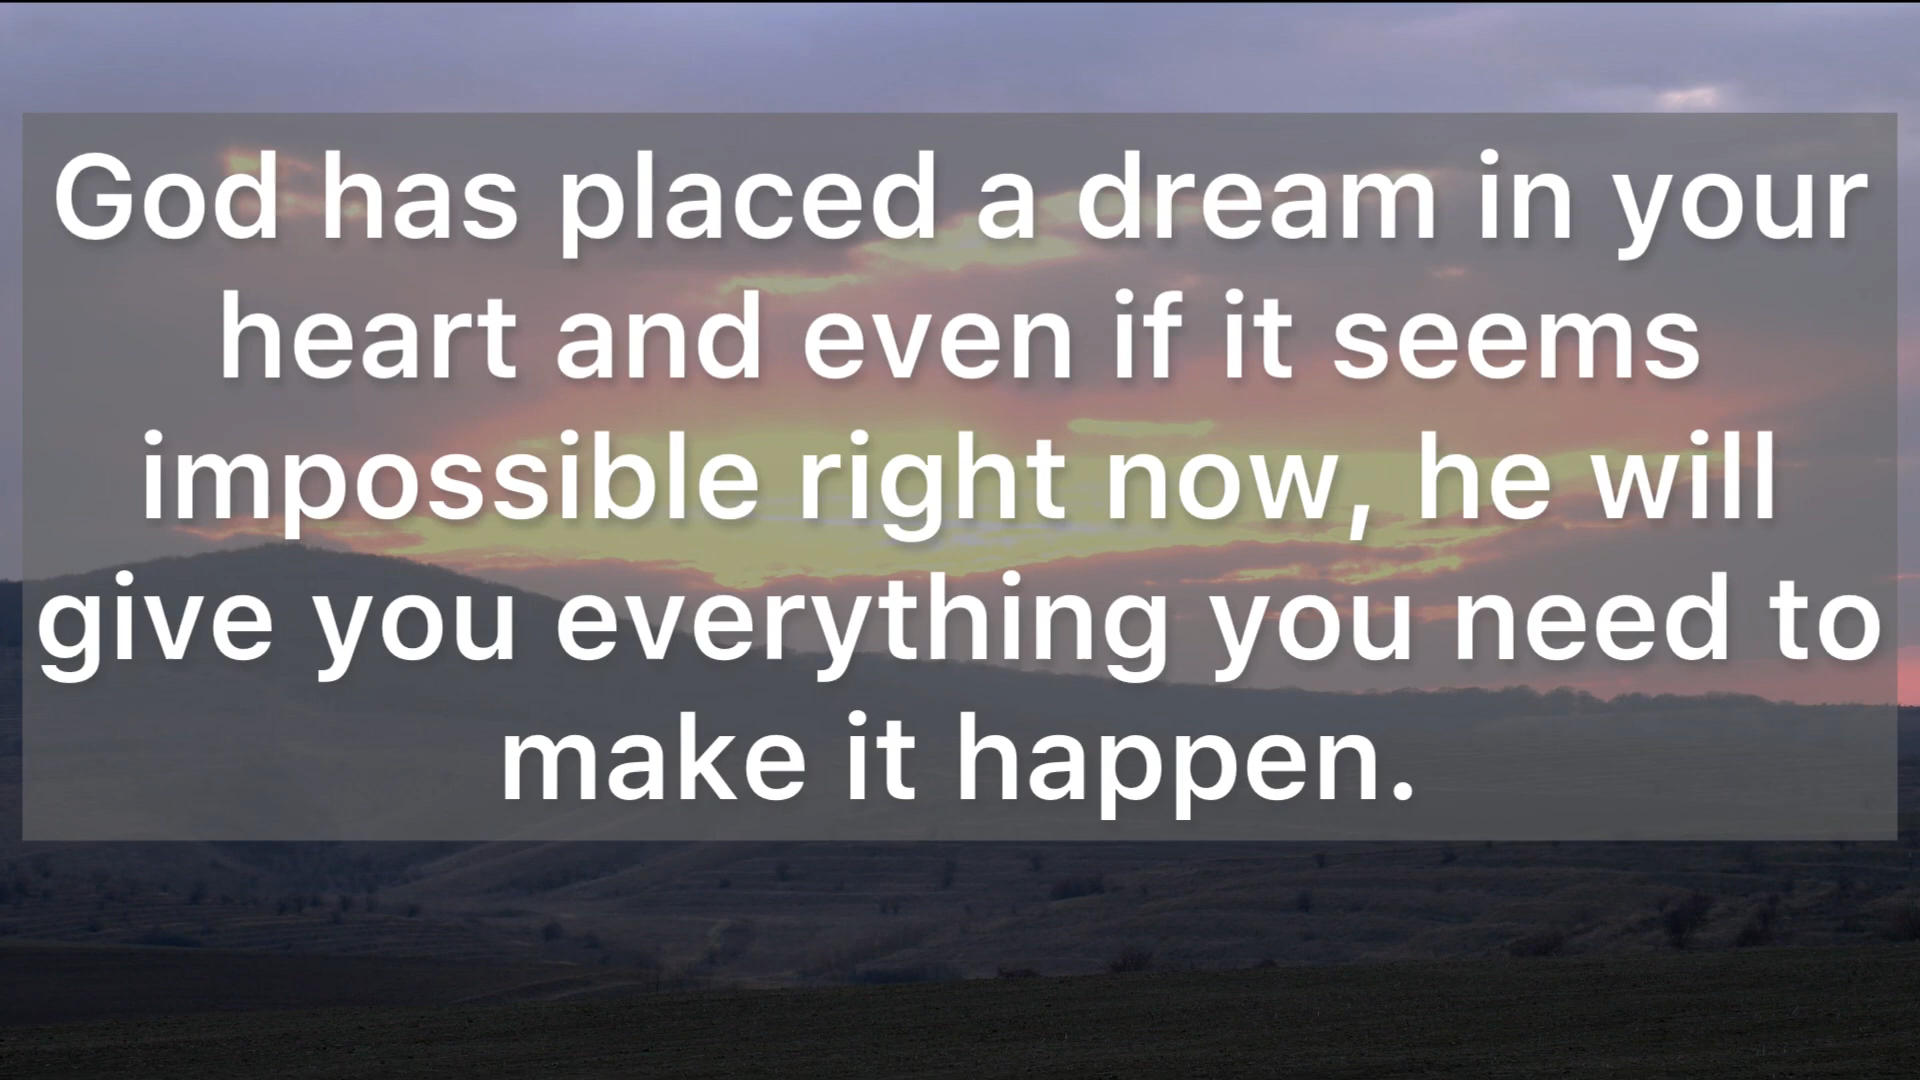 God has placed a dream in your
heart and even if it seems
impossible right now, he will
give you everything you need to
make it happen.